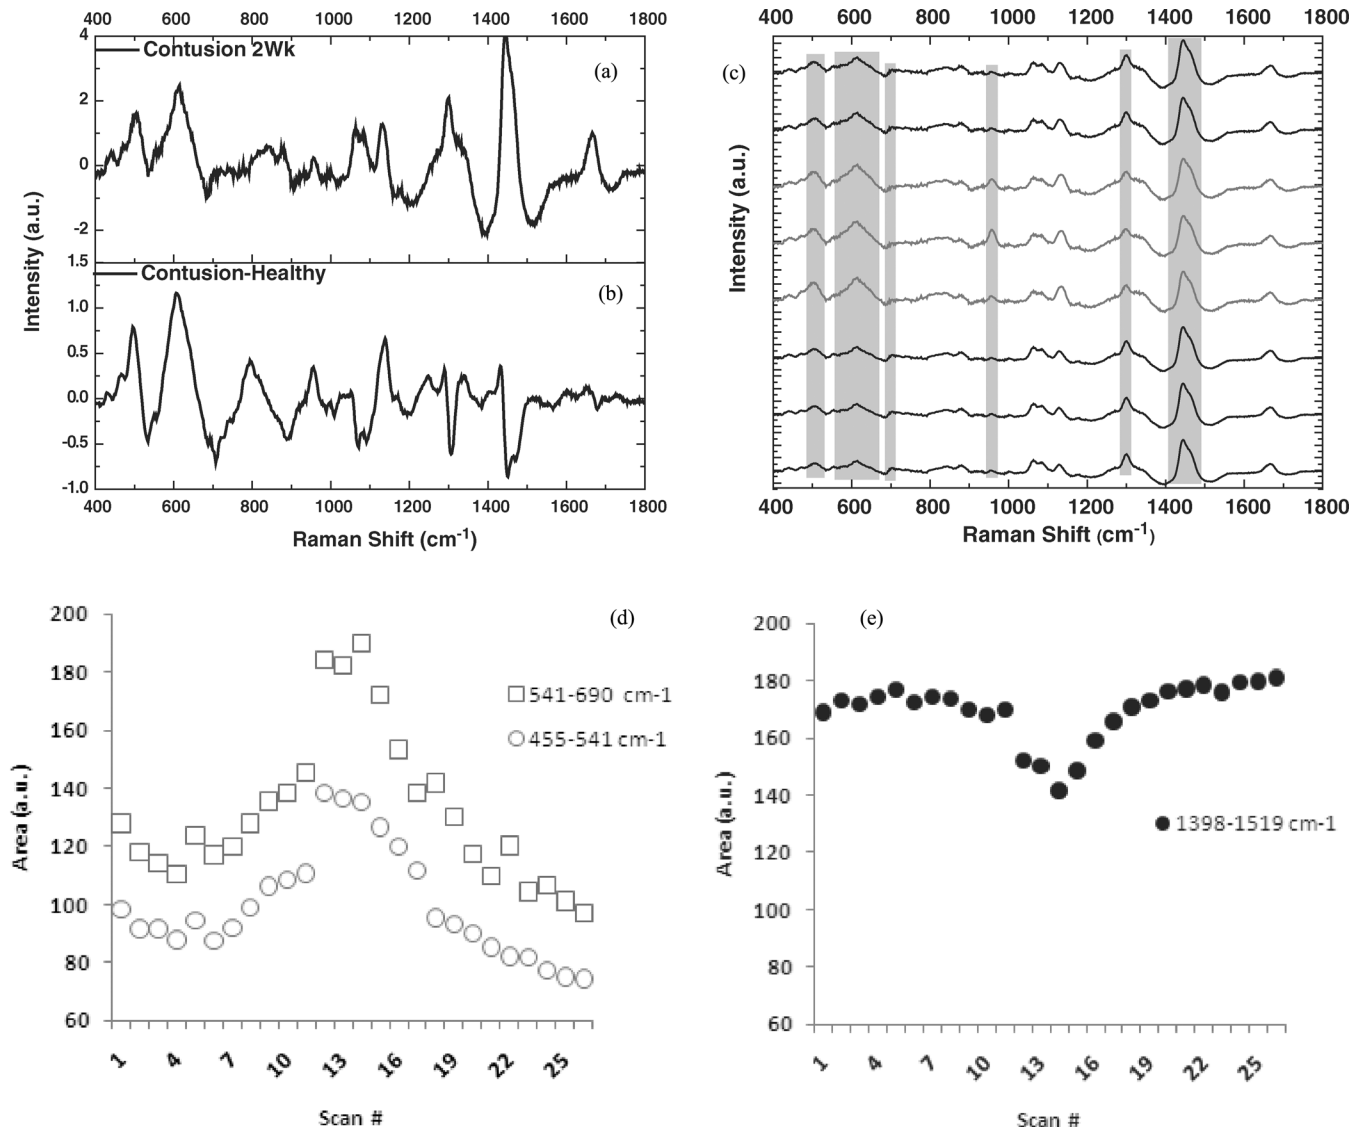 400 600 800 1000 1200 1400 1600 1800
4
Contusion 2Wk
(a)
2
0
-2
1.5
Contusion-Healthy
(b)
1.0
0.5
0.0
-0.5
-1.0
400 600 800 1000 1200 1400 1600 1800
Intensity (a.u.)
Raman Shift (cm-1)
400 600 800 1000 1200 1400 1600 1800
(c)
Intensity (a.u.)
400 600 800 1000 1200 1400 1600 1800
Raman Shift (cm-1)
200
(d)
180
541-690 cm-1
160
455-541 cm-1
140
120
100
80
60
Area (a.u.)
1 4 7 10 13 16 19 22 25
Scan #
200
(e)
180
160
140
1398-1519 cm-1
120
100
80
60
Area (a.u.)
1 4 7 10 13 16 19 22 25
Scan #